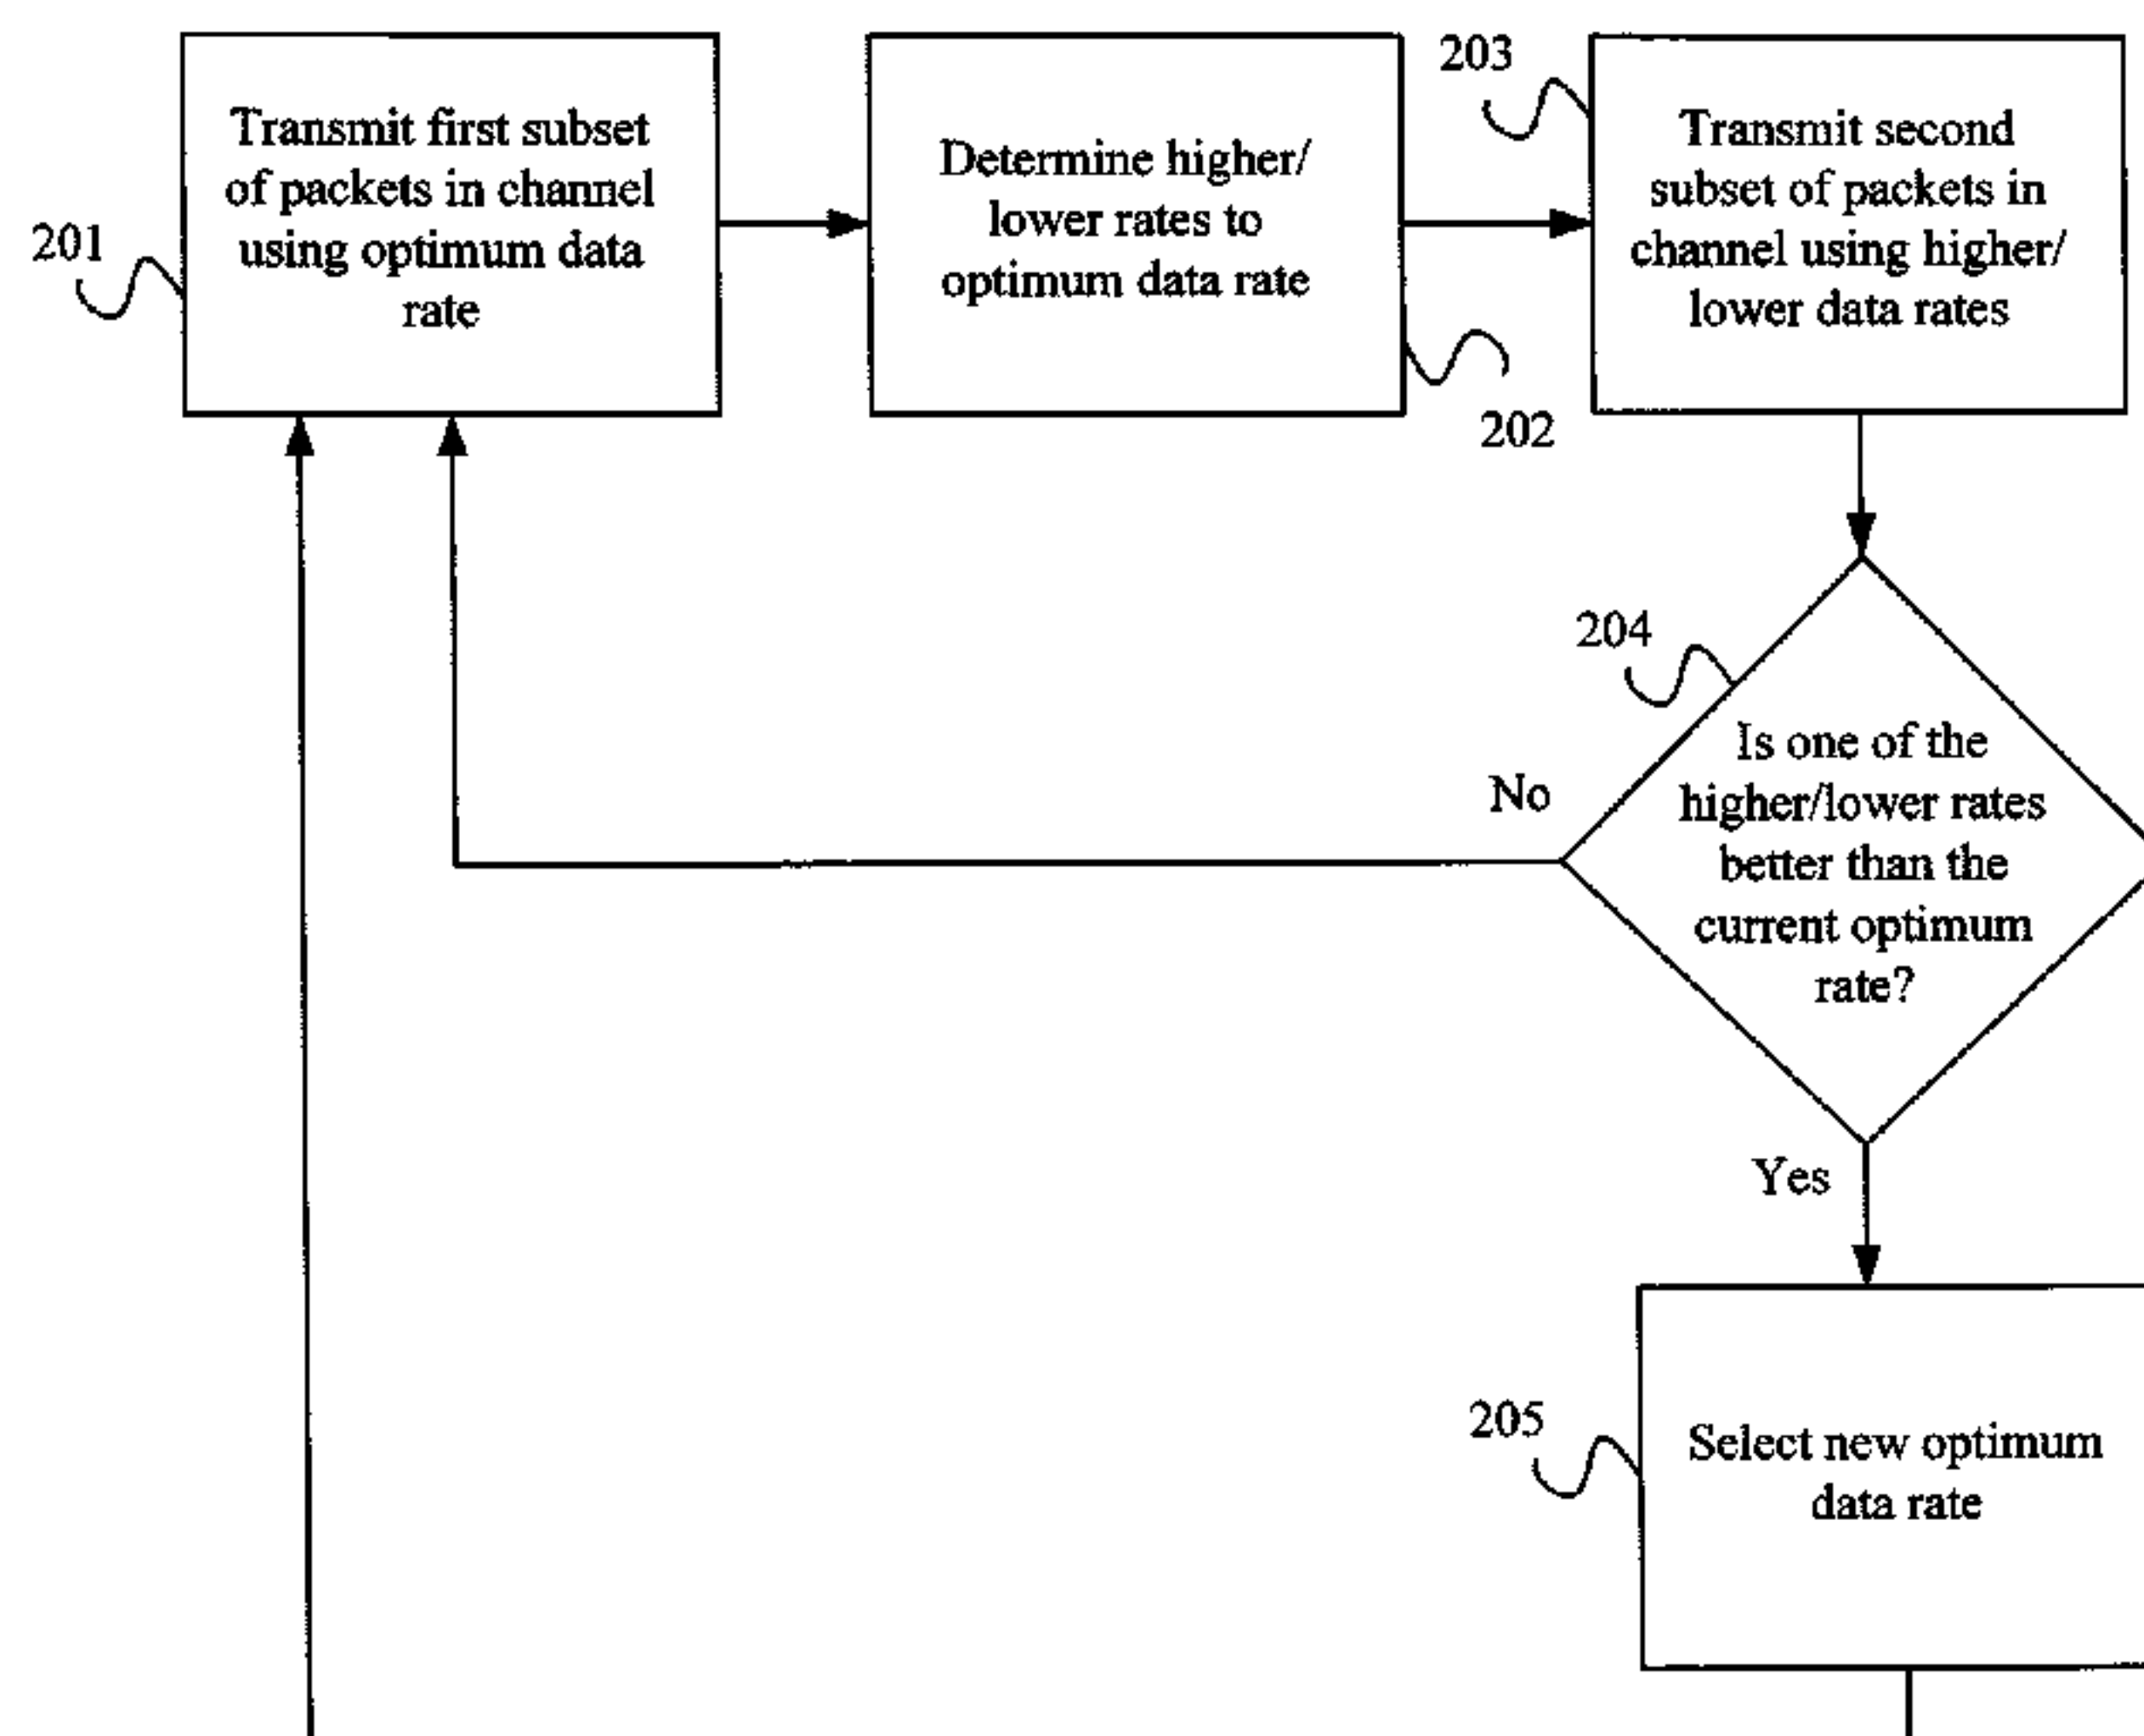 201
Transmit first subset
of packets in channel
using optimum data
rate
Determine higher/
lower rates to
optimum data rate
202
203
Transmit second
subset of packets in
channel using higher/
lower data rates
204
Is one of the
higher/lower rates
better than the
current optimum
rate?
No
Yes
205
Select new optimum
data rate